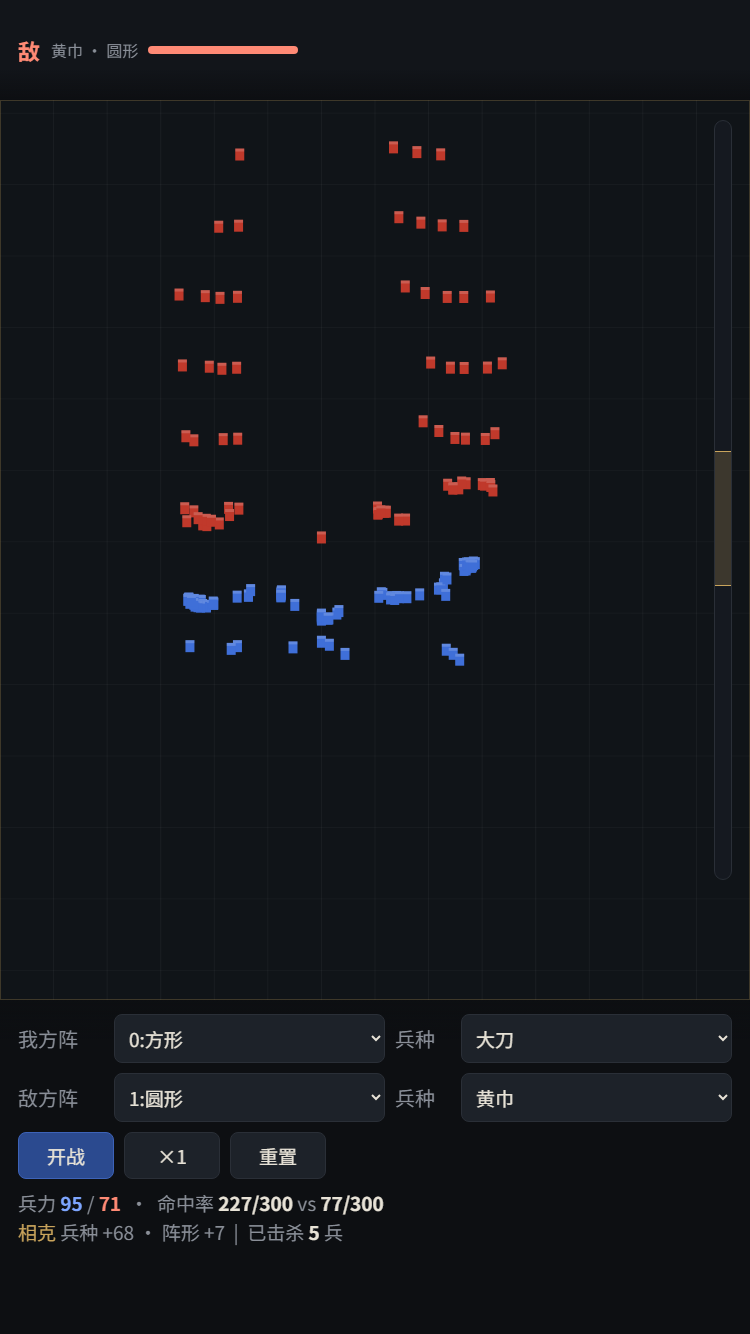 敌 黄巾 · 圆形
我方阵 0:方形 兵种 大刀
敌方阵 1:圆形 兵种 黄巾
开战 ×1 重置
兵力 95 / 71 · 命中率 227/300 vs 77/300
相克 兵种 +68 · 阵形 +7 | 已击杀 5 兵